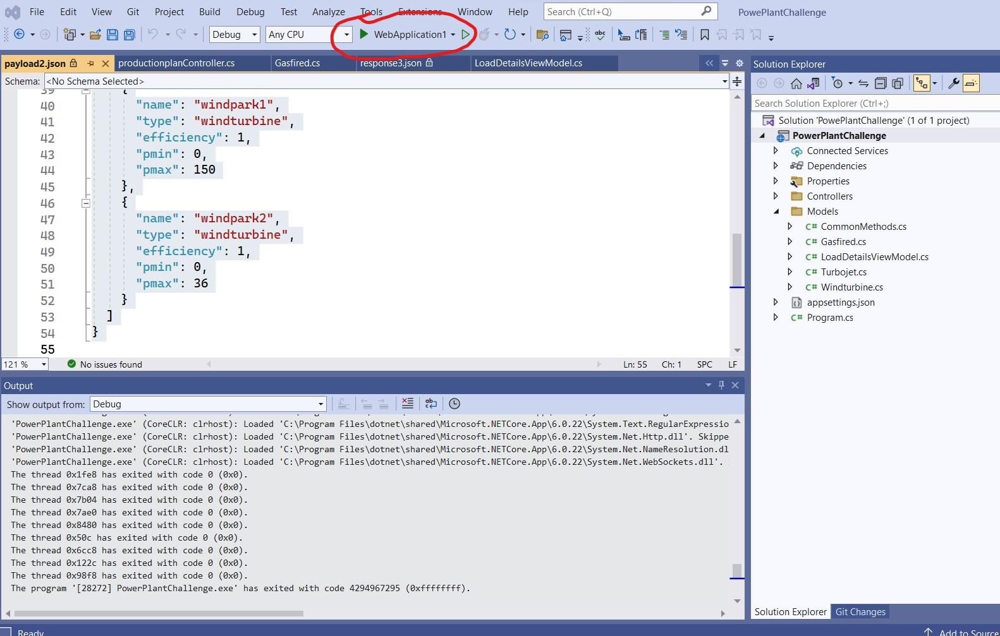 File Edit View Git Project Build Debug Test Analyze Tools Extensions Window Help Search (Ctrl+Q) PowePlantChallenge
Debug Any CPU WebApplication1
payload2.json productionplanController.cs Gasfired.cs response3.json LoadDetailsViewModel.cs
Schema: <No Schema Selected>
39 {
40 "name": "windpark1",
41 "type": "windturbine",
42 "efficiency": 1,
43 "pmin": 0,
44 "pmax": 150
45 },
46 {
47 "name": "windpark2",
48 "type": "windturbine",
49 "efficiency": 1,
50 "pmin": 0,
51 "pmax": 36
52 }
53 ]
54 }
55
121 % No issues found Ln: 55 Ch: 1 SPC LF
Output
Show output from: Debug
'PowerPlantChallenge.exe' (CoreCLR: clrhost): Loaded 'C:\Program Files\dotnet\shared\Microsoft.NETCore.App\6.0.22\System.Text.RegularExpressio
'PowerPlantChallenge.exe' (CoreCLR: clrhost): Loaded 'C:\Program Files\dotnet\shared\Microsoft.NETCore.App\6.0.22\System.Net.Http.dll'. Skippe
'PowerPlantChallenge.exe' (CoreCLR: clrhost): Loaded 'C:\Program Files\dotnet\shared\Microsoft.NETCore.App\6.0.22\System.Net.NameResolution.dl
'PowerPlantChallenge.exe' (CoreCLR: clrhost): Loaded 'C:\Program Files\dotnet\shared\Microsoft.NETCore.App\6.0.22\System.Net.WebSockets.dll'.
The thread 0x1fe8 has exited with code 0 (0x0).
The thread 0x7ca8 has exited with code 0 (0x0).
The thread 0x7b04 has exited with code 0 (0x0).
The thread 0x7ae0 has exited with code 0 (0x0).
The thread 0x8480 has exited with code 0 (0x0).
The thread 0x50c has exited with code 0 (0x0).
The thread 0x6cc8 has exited with code 0 (0x0).
The thread 0x122c has exited with code 0 (0x0).
The thread 0x98f8 has exited with code 0 (0x0).
The program '[28272] PowerPlantChallenge.exe' has exited with code 4294967295 (0xffffffff).
Solution Explorer
Search Solution Explorer (Ctrl+;)
Solution 'PowePlantChallenge' (1 of 1 project)
PowerPlantChallenge
Connected Services
Dependencies
Properties
Controllers
Models
C# CommonMethods.cs
C# Gasfired.cs
C# LoadDetailsViewModel.cs
C# Turbojet.cs
C# Windturbine.cs
appsettings.json
C# Program.cs
Solution Explorer Git Changes
Ready Add to Source